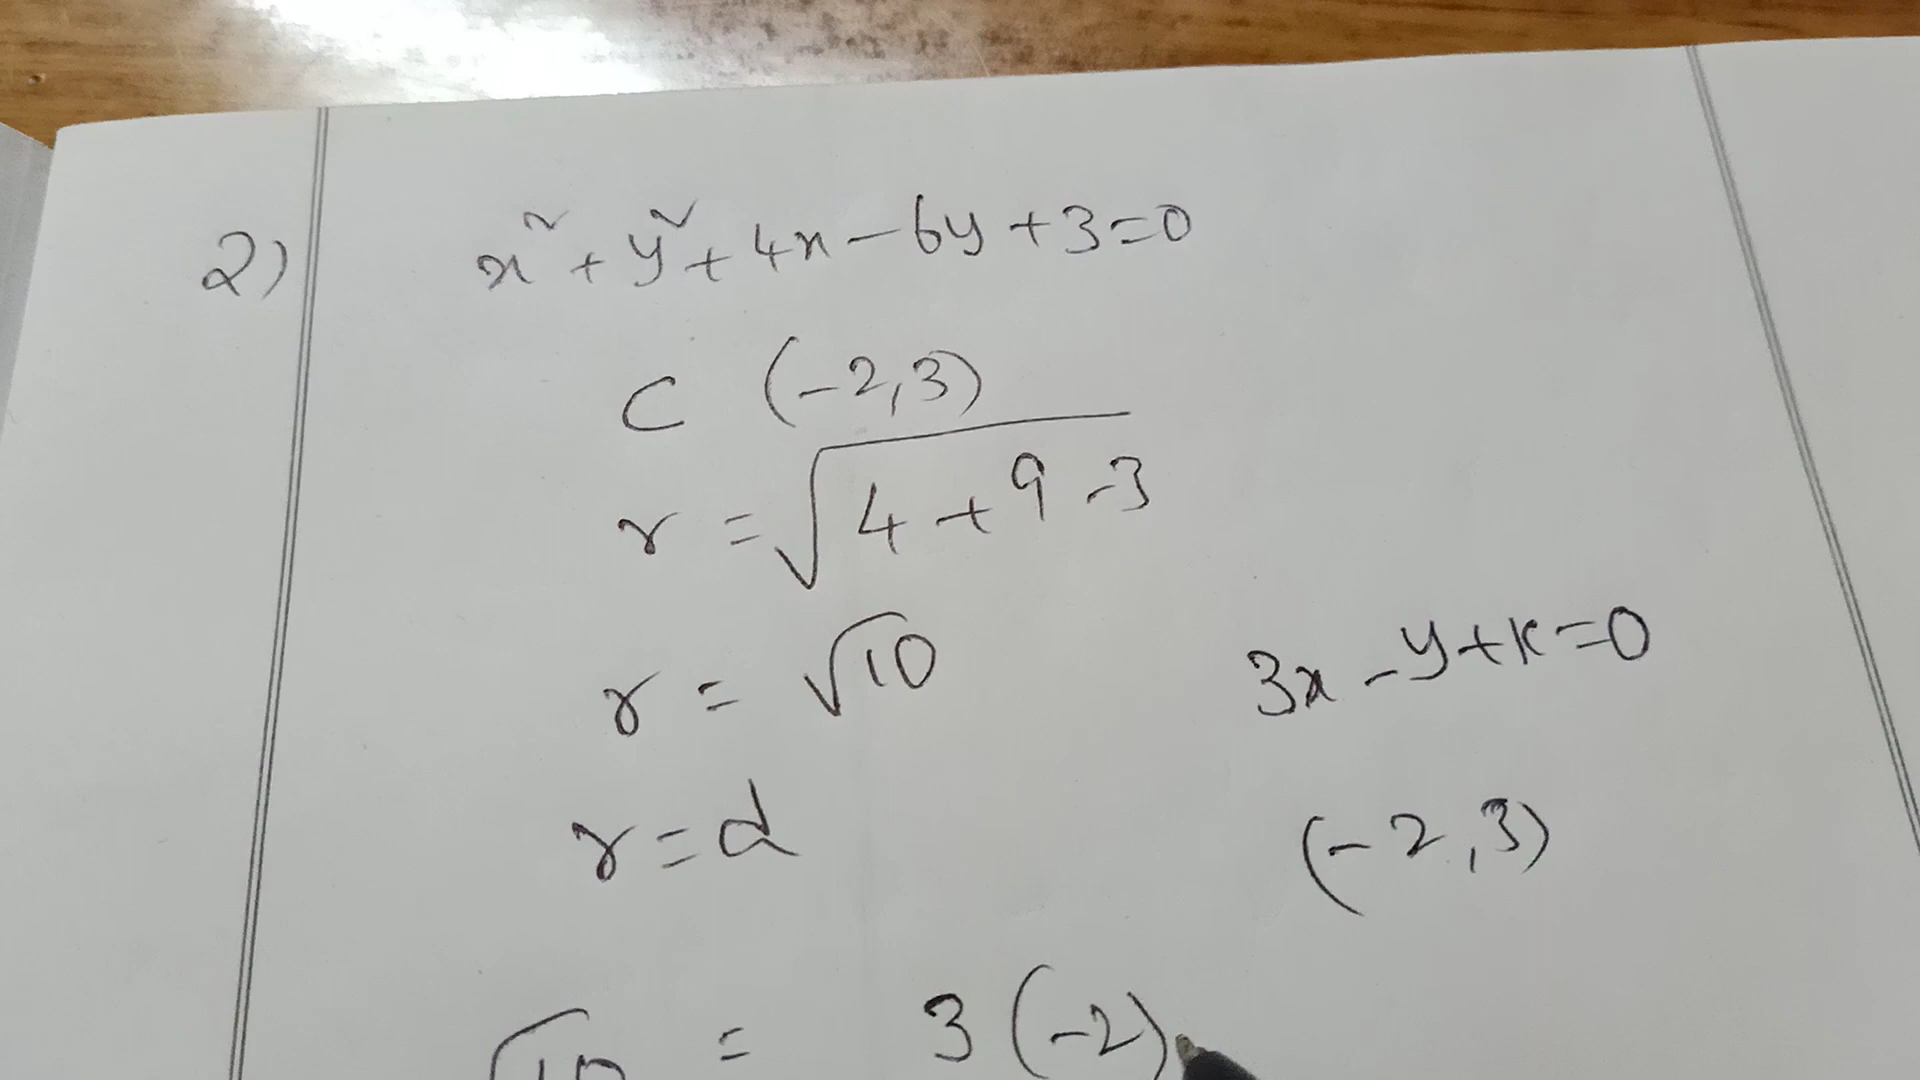 2) x² + y² + 4x - 6y + 3 = 0
C (-2,3)
r = √4 + 9 - 3
r = √10
3x - y + k = 0
r = d
(-2,3)
√10 = 3(-2)